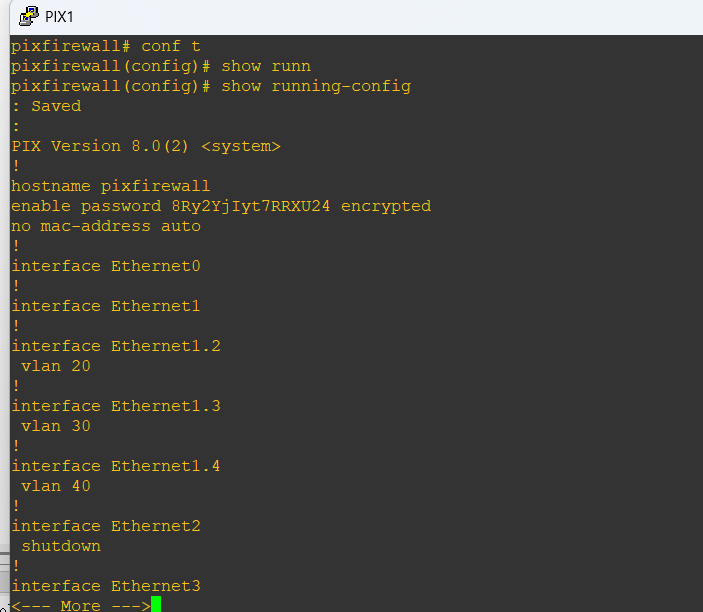 PIX1
pixfirewall# conf t
pixfirewall(config)# show runn
pixfirewall(config)# show running-config
: Saved
:
PIX Version 8.0(2) <system>
!
hostname pixfirewall
enable password 8Ry2YjIyt7RRXU24 encrypted
no mac-address auto
!
interface Ethernet0
!
interface Ethernet1
!
interface Ethernet1.2
 vlan 20
!
interface Ethernet1.3
 vlan 30
!
interface Ethernet1.4
 vlan 40
!
interface Ethernet2
 shutdown
!
interface Ethernet3
<--- More --->